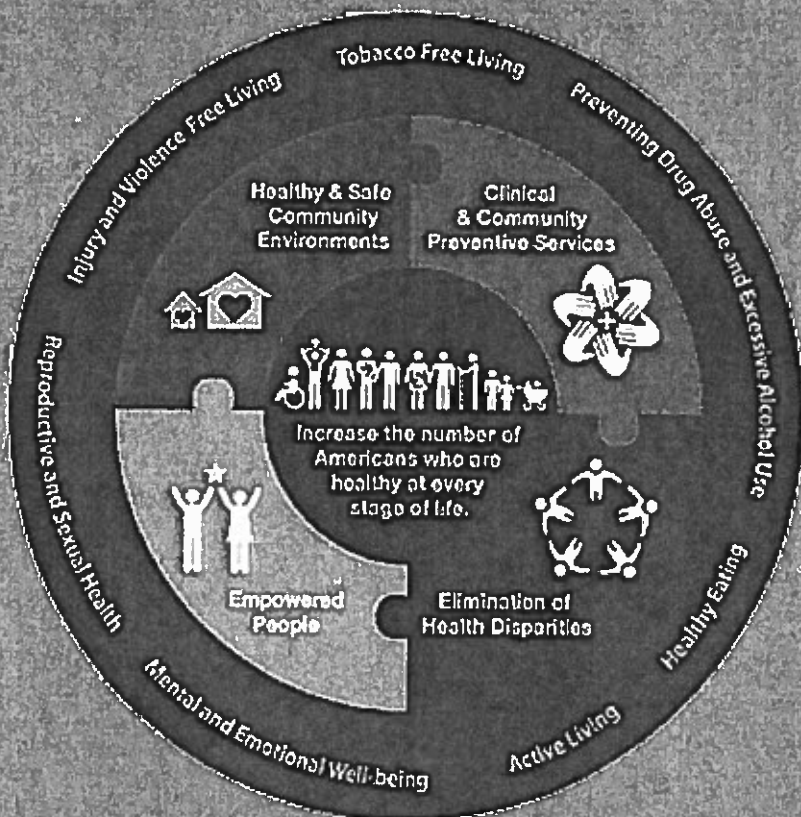 Tobacco Free Living
Preventing Drug Abuse and Excessive Alcohol Use
Healthy Eating
Active Living
Mental and Emotional Well-being
Reproductive and Sexual Health
Injury and Violence Free Living
Healthy & Safe
Community
Environments
Clinical
& Community
Preventive Services
Increase the number of
Americans who are
healthy at every
stage of life.
Empowered
People
Elimination of
Health Disparities